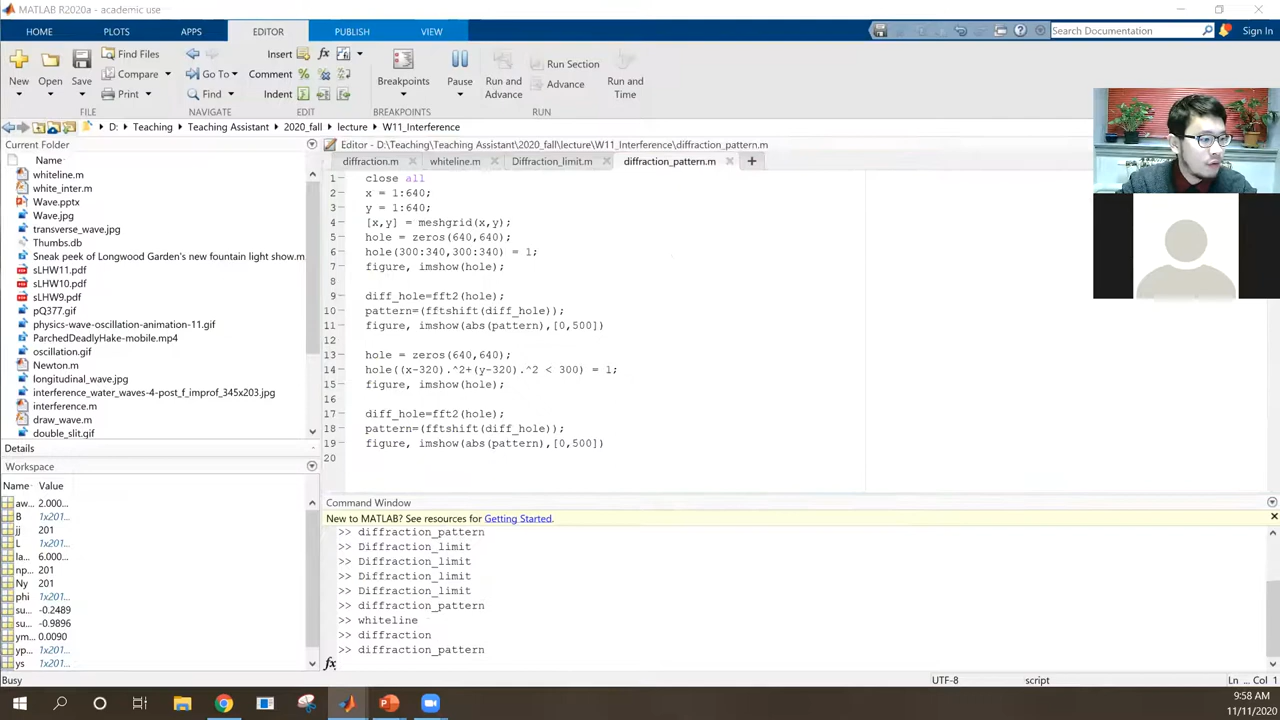 MATLAB R2020a - academic use
HOME PLOTS APPS EDITOR PUBLISH VIEW Search Documentation Sign In
New Open Save Find Files Compare Print
Go To Find
Insert fx Comment % Indent
Breakpoints Pause Run and Advance Run Section Advance Run and Time
FILE NAVIGATE EDIT BREAKPOINTS RUN
D: Teaching Teaching Assistant 2020_fall lecture W11_Interference
Current Folder
Name
whiteline.m
white_inter.m
Wave.pptx
Wave.jpg
transverse_wave.jpg
Thumbs.db
Sneak peek of Longwood Garden's new fountain light show.m
sLHW11.pdf
sLHW10.pdf
sLHW9.pdf
pQ377.gif
physics-wave-oscillation-animation-11.gif
ParchedDeadlyHake-mobile.mp4
oscillation.gif
Newton.m
longitudinal_wave.jpg
interference_water_waves-4-post_f_improf_345x203.jpg
interference.m
draw_wave.m
double_slit.gif
Details
Workspace
Name Value
aw... 2.000...
B 1x201...
jj 201
L 1x201...
la... 6.000...
np... 201
Ny 201
phi 1x201...
su... -0.2489
su... -0.9896
ym... 0.0090
yp... 1x201...
ys 1x201...
Busy
Editor - D:\Teaching\Teaching Assistant\2020_fall\lecture\W11_Interference\diffraction_pattern.m
diffraction.m whiteline.m Diffraction_limit.m diffraction_pattern.m
1 close all
2 x = 1:640;
3 y = 1:640;
4 [x,y] = meshgrid(x,y);
5 hole = zeros(640,640);
6 hole(300:340,300:340) = 1;
7 figure, imshow(hole);
8
9 diff_hole=fft2(hole);
10 pattern=(fftshift(diff_hole));
11 figure, imshow(abs(pattern),[0,500])
12
13 hole = zeros(640,640);
14 hole((x-320).^2+(y-320).^2 < 300) = 1;
15 figure, imshow(hole);
16
17 diff_hole=fft2(hole);
18 pattern=(fftshift(diff_hole));
19 figure, imshow(abs(pattern),[0,500])
20
Command Window
New to MATLAB? See resources for Getting Started.
>> diffraction_pattern
>> Diffraction_limit
>> Diffraction_limit
>> Diffraction_limit
>> Diffraction_limit
>> diffraction_pattern
>> whiteline
>> diffraction
>> diffraction_pattern
fx
UTF-8 script Ln ... Col 1
9:58 AM
11/11/2020